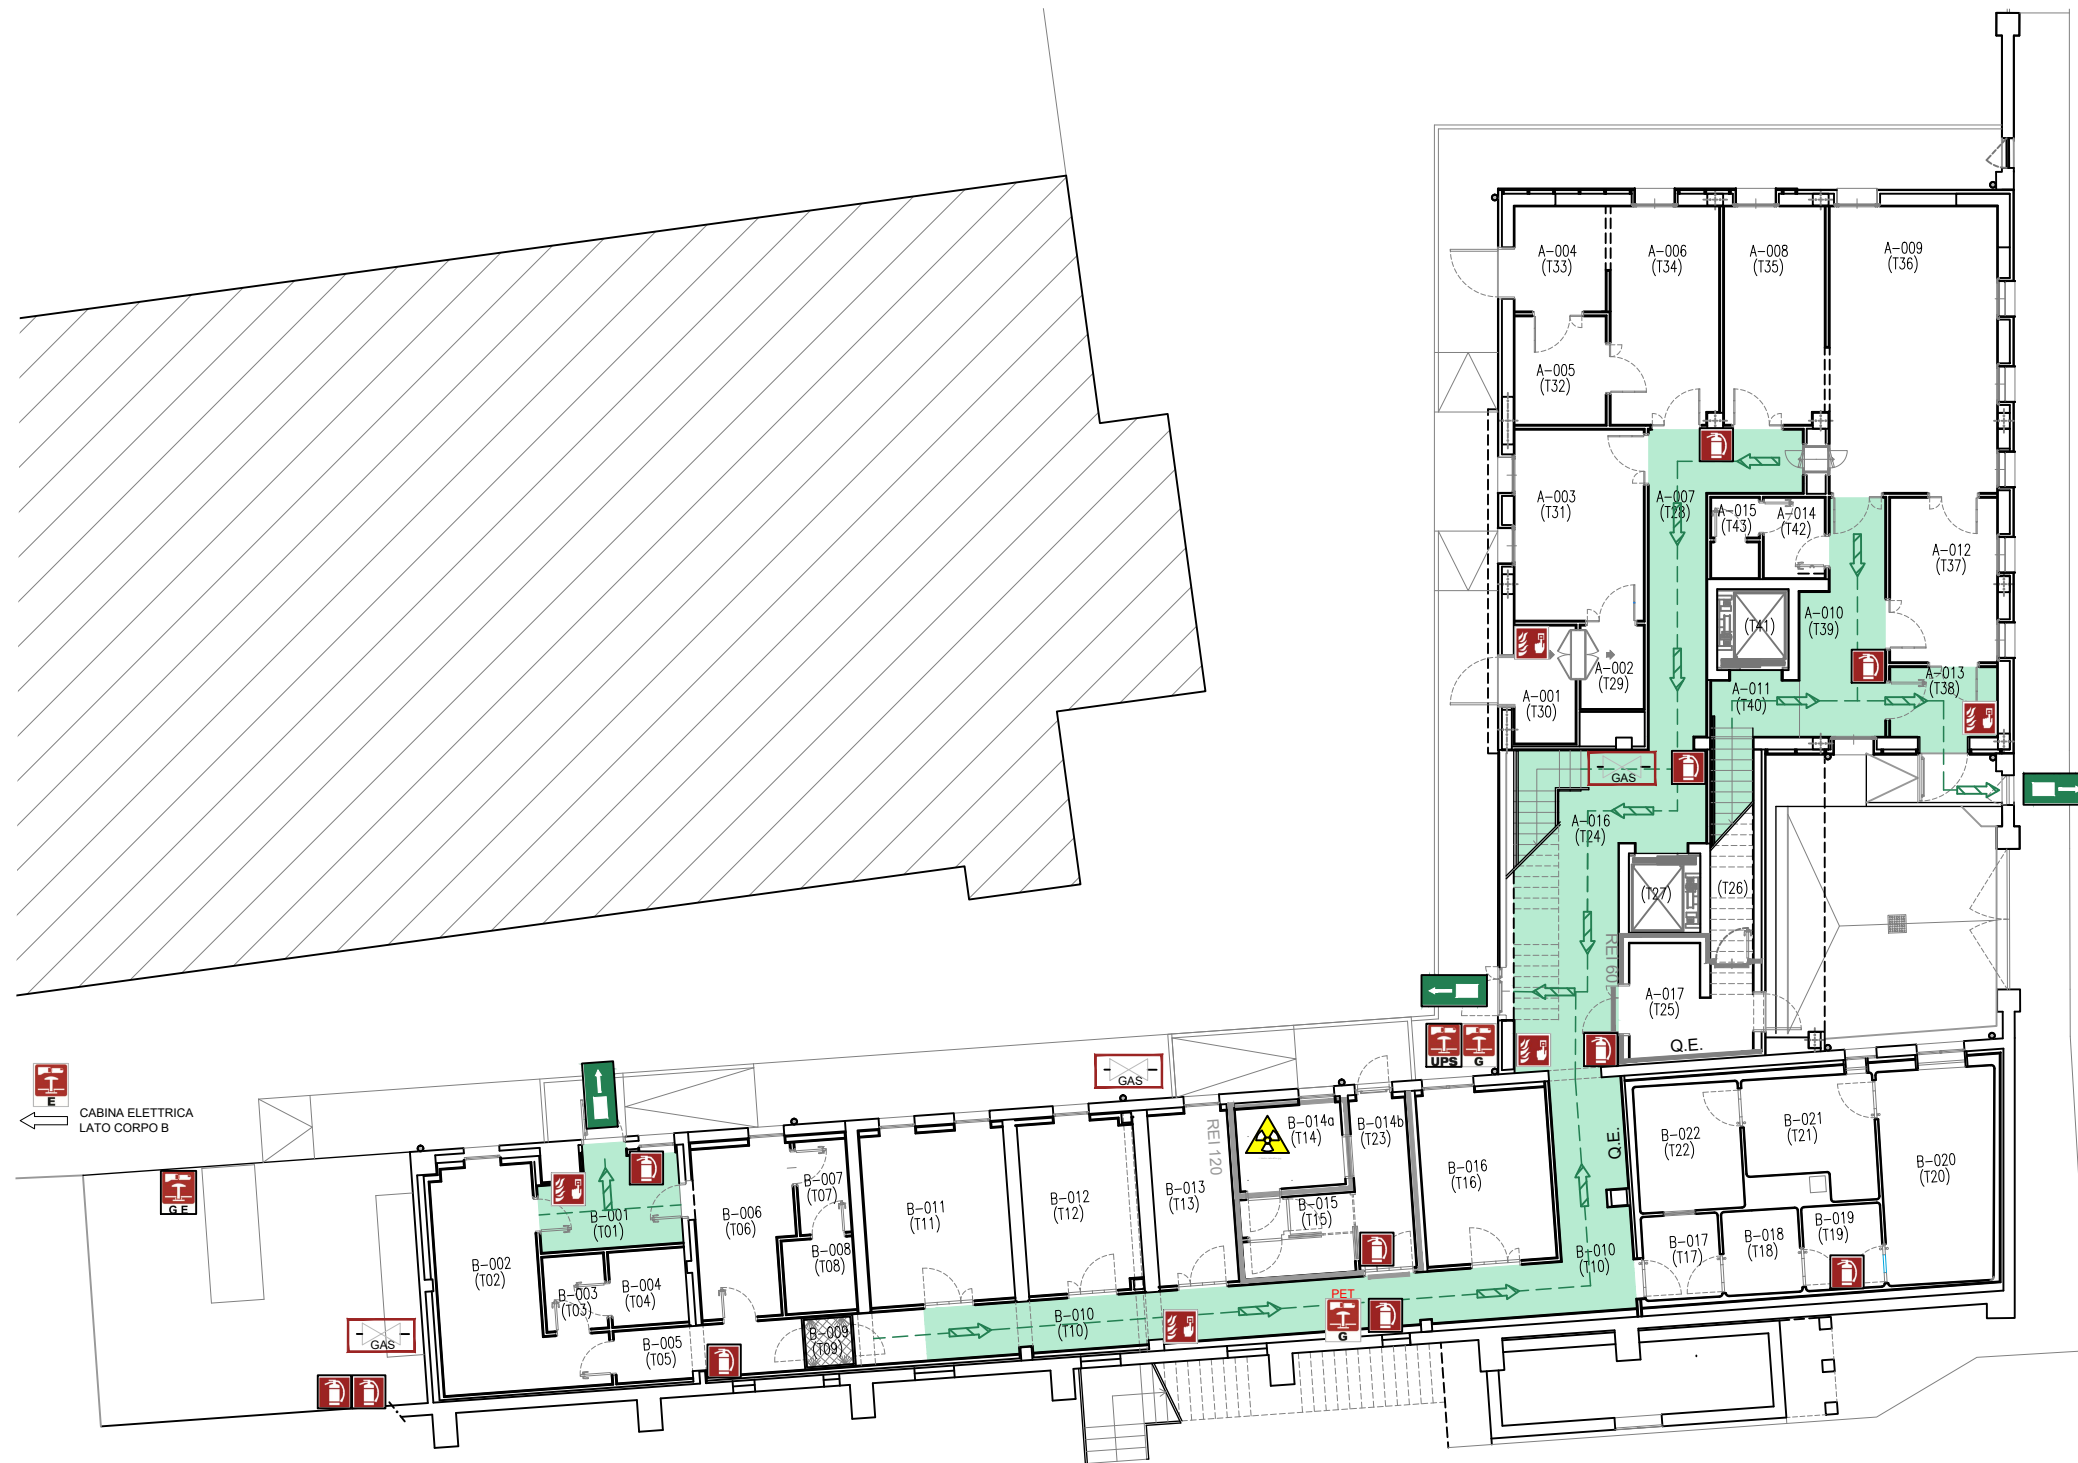 A-004
(T33)
A-006
(T34)
A-008
(T35)
A-009
(T36)
A-005
(T32)
A-003
(T31)
A-007
(T28)
A-015
(T43)
A-014
(T42)
A-012
(T37)
A-010
(T39)
(T41)
A-002
(T29)
A-001
(T30)
A-011
(T40)
A-013
(T38)
GAS
A-016
(T24)
(T27)
(T26)
REI 60
A-017
(T25)
Q.E.
UPS
G
E
CABINA ELETTRICA
LATO CORPO B
GAS
G E
B-002
(T02)
B-001
(T01)
B-003
(T03)
B-004
(T04)
B-005
(T05)
GAS
B-006
(T06)
B-007
(T07)
B-008
(T08)
B-009
(T09)
B-011
(T11)
B-012
(T12)
B-010
(T10)
B-013
(T13)
REI 120
B-014a
(T14)
B-014b
(T23)
B-015
(T15)
B-016
(T16)
PET
G
B-010
(T10)
Q.E.
B-022
(T22)
B-021
(T21)
B-020
(T20)
B-017
(T17)
B-018
(T18)
B-019
(T19)